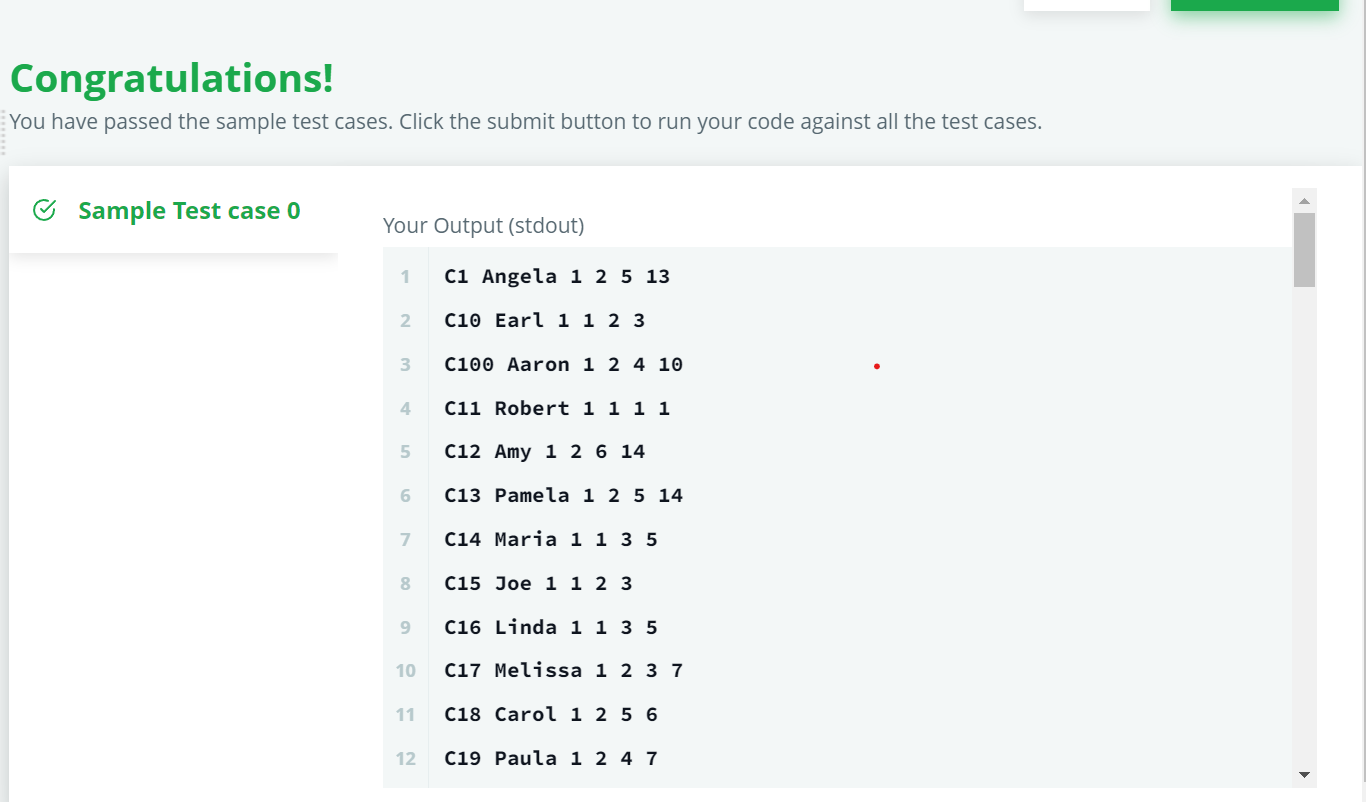 Congratulations!
You have passed the sample test cases. Click the submit button to run your code against all the test cases.
Sample Test case 0
Your Output (stdout)
1 C1 Angela 1 2 5 13
2 C10 Earl 1 1 2 3
3 C100 Aaron 1 2 4 10
4 C11 Robert 1 1 1 1
5 C12 Amy 1 2 6 14
6 C13 Pamela 1 2 5 14
7 C14 Maria 1 1 3 5
8 C15 Joe 1 1 2 3
9 C16 Linda 1 1 3 5
10 C17 Melissa 1 2 3 7
11 C18 Carol 1 2 5 6
12 C19 Paula 1 2 4 7